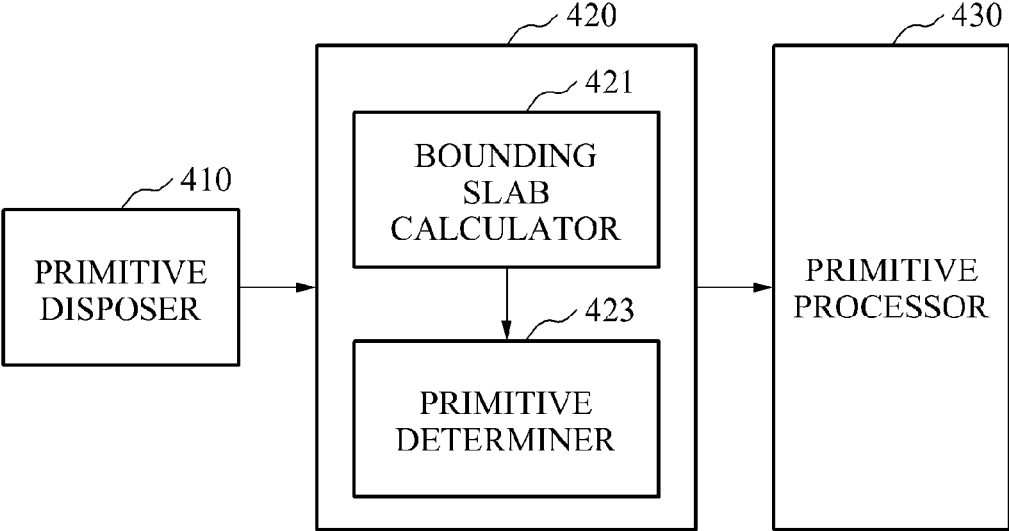 420
430
421
BOUNDING
SLAB
CALCULATOR
410
PRIMITIVE
DISPOSER
PRIMITIVE
PROCESSOR
423
PRIMITIVE
DETERMINER